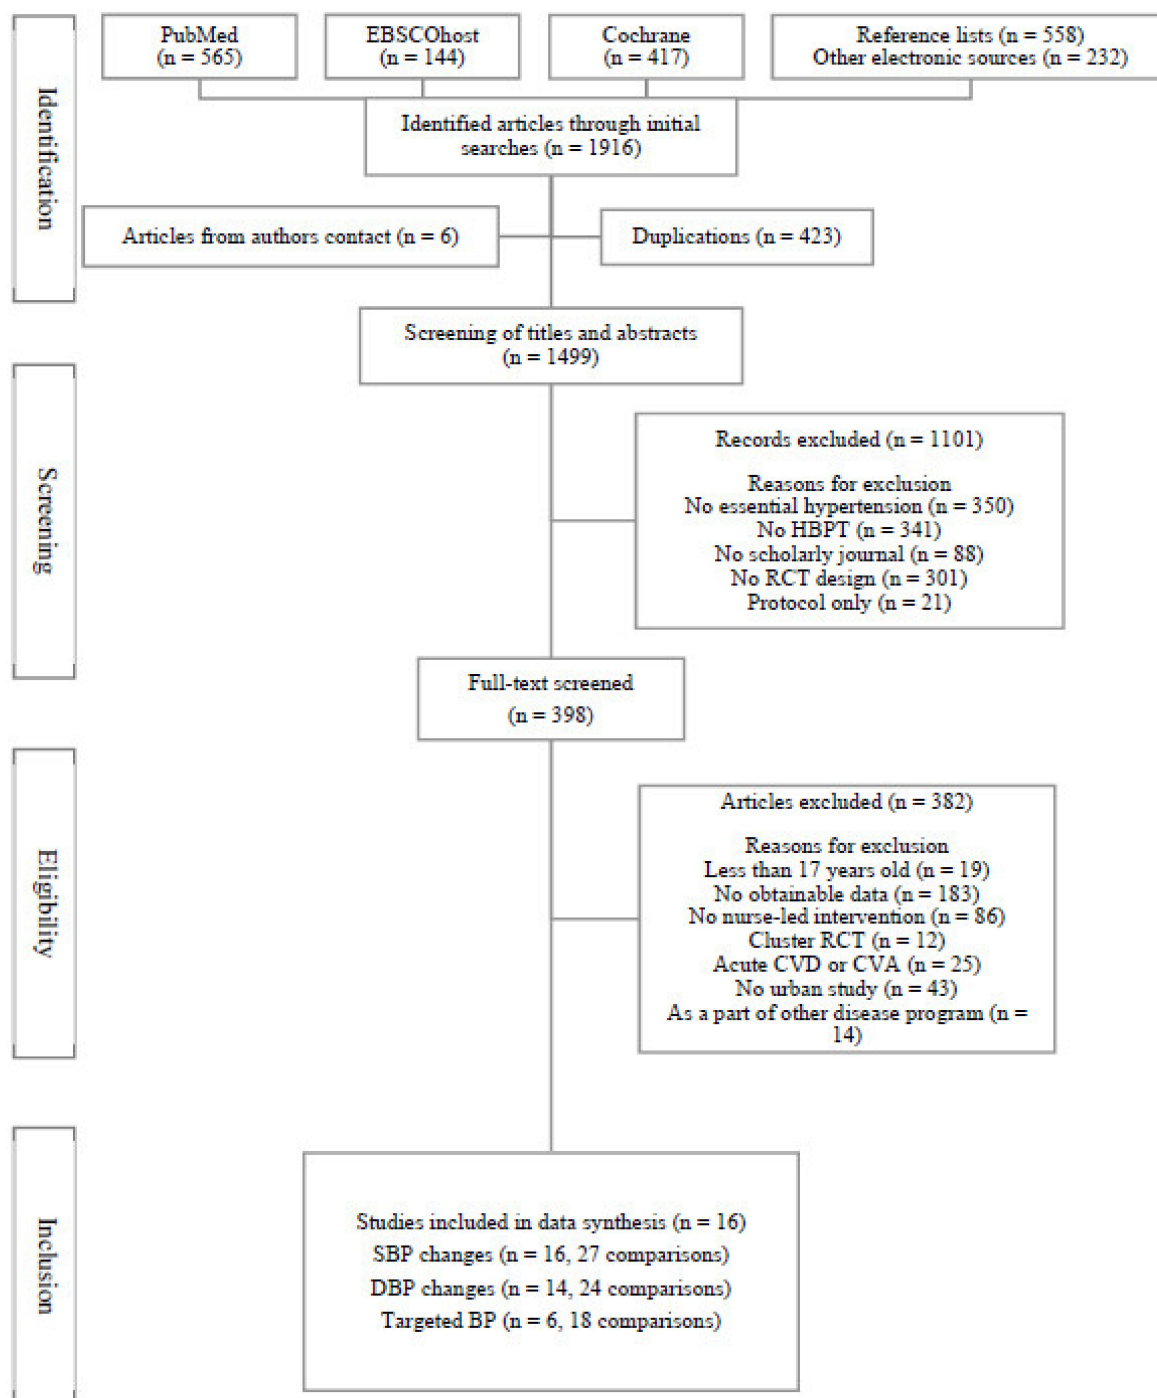 PubMed
(n = 565)
EBSCOhost
(n = 144)
Cochrane
(n = 417)
Reference lists (n = 558)
Other electronic sources (n = 232)
Identification
Identified articles through initial
searches (n = 1916)
Articles from authors contact (n = 6)
Duplications (n = 423)
Screening of titles and abstracts
(n = 1499)
Screening
Records excluded (n = 1101)
Reasons for exclusion
No essential hypertension (n = 350)
No HBPT (n = 341)
No scholarly journal (n = 88)
No RCT design (n = 301)
Protocol only (n = 21)
Full-text screened
(n = 398)
Eligibility
Articles excluded (n = 382)
Reasons for exclusion
Less than 17 years old (n = 19)
No obtainable data (n = 183)
No nurse-led intervention (n = 86)
Cluster RCT (n = 12)
Acute CVD or CVA (n = 25)
No urban study (n = 43)
As a part of other disease program (n =
14)
Inclusion
Studies included in data synthesis (n = 16)
SBP changes (n = 16, 27 comparisons)
DBP changes (n = 14, 24 comparisons)
Targeted BP (n = 6, 18 comparisons)